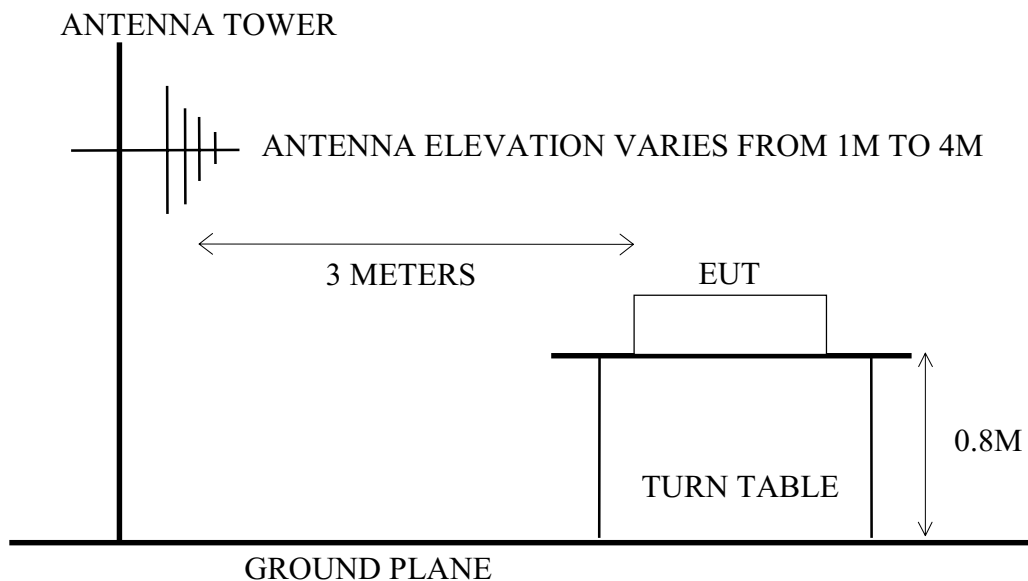 ANTENNA TOWER
ANTENNA ELEVATION VARIES FROM 1M TO 4M
3 METERS
EUT
0.8M
TURN TABLE
GROUND PLANE